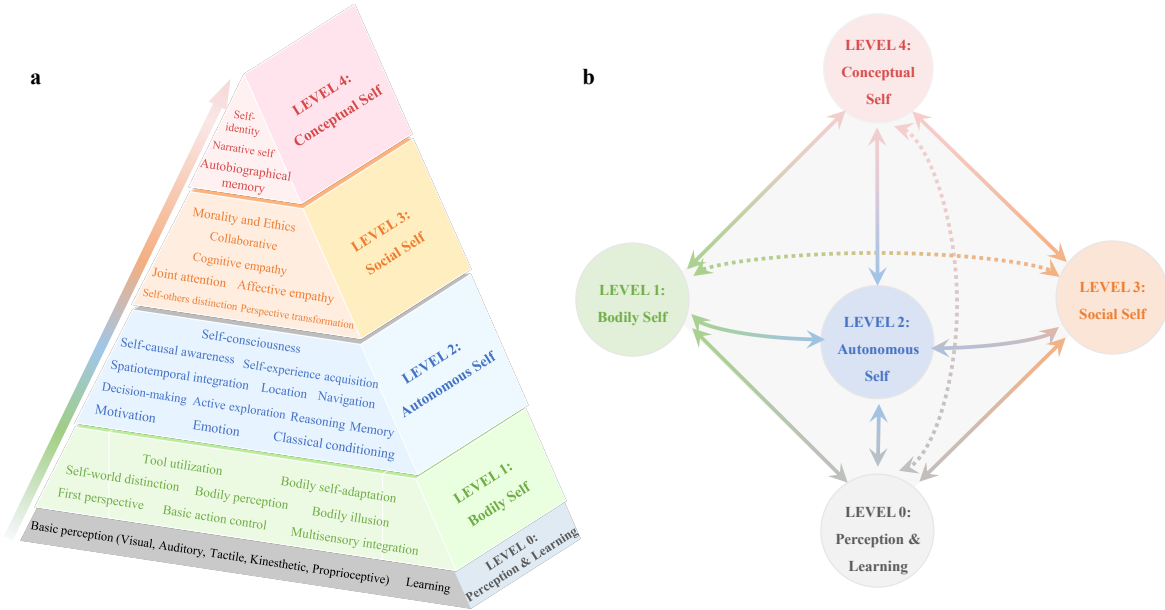 a
Self-
identity
Narrative self
Autobiographical
memory
LEVEL 4:
Conceptual Self
Morality and Ethics
Collaborative
Cognitive empathy
Joint attention Affective empathy
Self-others distinction Perspective transformation
LEVEL 3:
Social Self
Self-consciousness
Self-causal awareness Self-experience acquisition
Spatiotemporal integration Location Navigation
Decision-making Active exploration Reasoning Memory
Motivation Emotion Classical conditioning
LEVEL 2:
Autonomous Self
Tool utilization Bodily self-adaptation
Self-world distinction Bodily perception Bodily illusion
First perspective Basic action control Multisensory integration
LEVEL 1:
Bodily Self
Basic perception (Visual, Auditory, Tactile, Kinesthetic, Proprioceptive) Learning
LEVEL 0:
Perception & Learning
b
LEVEL 4:
Conceptual
Self
LEVEL 1:
Bodily Self
LEVEL 2:
Autonomous
Self
LEVEL 3:
Social Self
LEVEL 0:
Perception &
Learning